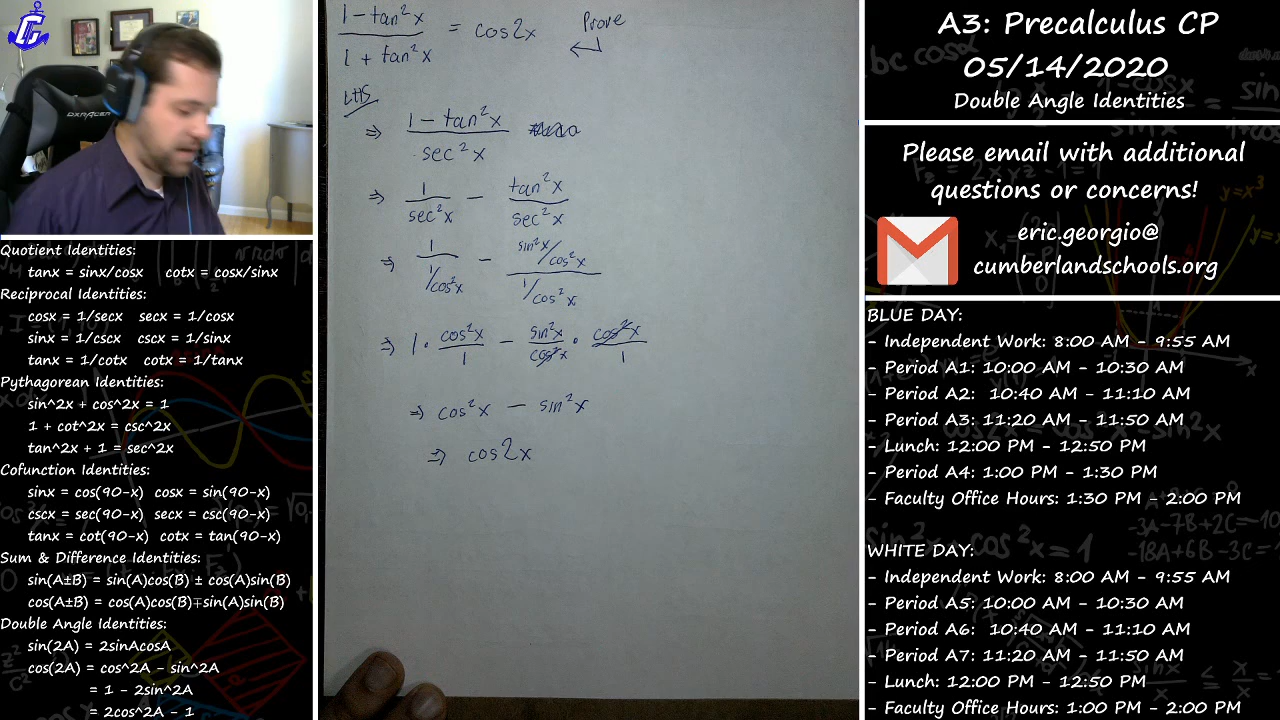 C
DXRACER
Quotient Identities:
tanx = sinx/cosx cotx = cosx/sinx
Reciprocal Identities:
cosx = 1/secx secx = 1/cosx
sinx = 1/cscx cscx = 1/sinx
tanx = 1/cotx cotx = 1/tanx
Pythagorean Identities:
sin^2x + cos^2x = 1
1 + cot^2x = csc^2x
tan^2x + 1 = sec^2x
Cofunction Identities:
sinx = cos(90-x) cosx = sin(90-x)
cscx = sec(90-x) secx = csc(90-x)
tanx = cot(90-x) cotx = tan(90-x)
Sum & Difference Identities:
sin(A±B) = sin(A)cos(B) ± cos(A)sin(B)
cos(A±B) = cos(A)cos(B)∓sin(A)sin(B)
Double Angle Identities:
sin(2A) = 2sinAcosA
cos(2A) = cos^2A - sin^2A
= 1 - 2sin^2A
= 2cos^2A - 1
(1 - tan²x)/(1 + tan²x) = cos2x Prove
LHS
⇒ (1 - tan²x)/(sec²x)
⇒ 1/(sec²x) - (tan²x)/(sec²x)
⇒ 1/(1/cos²x) - (sin²x/cos²x)/(1/cos²x)
⇒ 1 · (cos²x)/1 - (sin²x)/(cos²x) · (cos²x)/1
⇒ cos²x - sin²x
⇒ cos2x
A3: Precalculus CP
05/14/2020
Double Angle Identities
Please email with additional
questions or concerns!
eric.georgio@
cumberlandschools.org
BLUE DAY:
- Independent Work: 8:00 AM - 9:55 AM
- Period A1: 10:00 AM - 10:30 AM
- Period A2: 10:40 AM - 11:10 AM
- Period A3: 11:20 AM - 11:50 AM
- Lunch: 12:00 PM - 12:50 PM
- Period A4: 1:00 PM - 1:30 PM
- Faculty Office Hours: 1:30 PM - 2:00 PM
WHITE DAY:
- Independent Work: 8:00 AM - 9:55 AM
- Period A5: 10:00 AM - 10:30 AM
- Period A6: 10:40 AM - 11:10 AM
- Period A7: 11:20 AM - 11:50 AM
- Lunch: 12:00 PM - 12:50 PM
- Faculty Office Hours: 1:00 PM - 2:00 PM